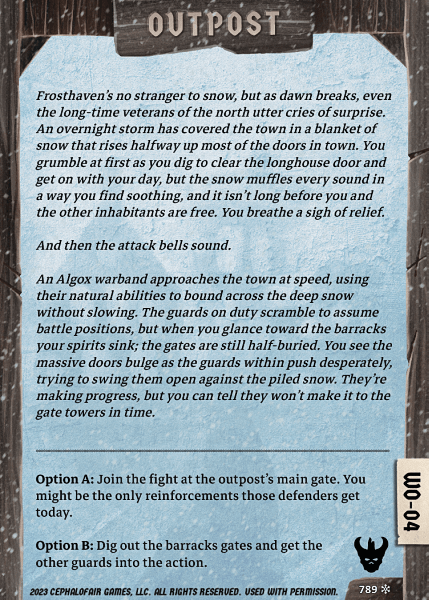 OUTPOST
Frosthaven's no stranger to snow, but as dawn breaks, even
the long-time veterans of the north utter cries of surprise.
An overnight storm has covered the town in a blanket of
snow that rises halfway up most of the doors in town. You
grumble at first as you dig to clear the longhouse door and
get on with your day, but the snow muffles every sound in
a way you find soothing, and it isn't long before you and
the other inhabitants are free. You breathe a sigh of relief.
And then the attack bells sound.
An Algox warband approaches the town at speed, using
their natural abilities to bound across the deep snow
without slowing. The guards on duty scramble to assume
battle positions, but when you glance toward the barracks
your spirits sink; the gates are still half-buried. You see the
massive doors bulge as the guards within push desperately,
trying to swing them open against the piled snow. They're
making progress, but you can tell they won't make it to the
gate towers in time.
Option A: Join the fight at the outpost's main gate. You
might be the only reinforcements those defenders get
today.
Option B: Dig out the barracks gates and get the
other guards into the action.
WO-04
2023 CEPHALOFAIR GAMES, LLC. ALL RIGHTS RESERVED. USED WITH PERMISSION.
789